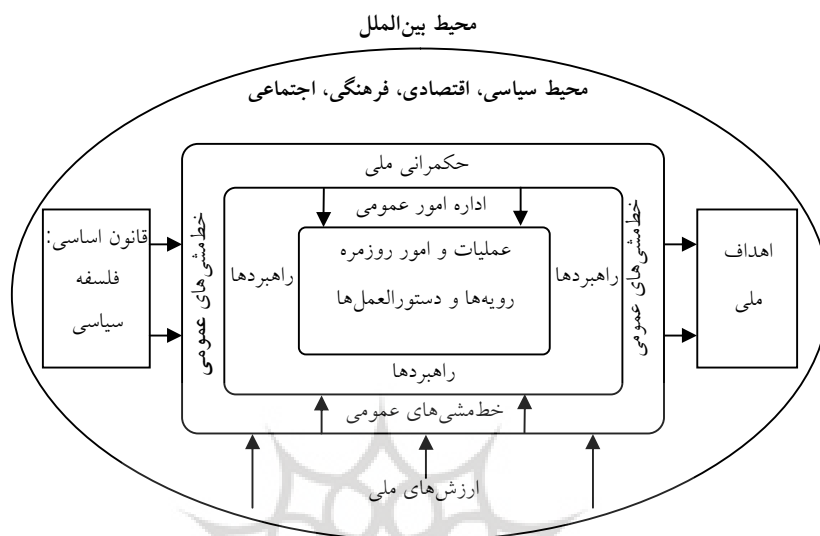 محیط بین‌الملل
محیط سیاسی، اقتصادی، فرهنگی، اجتماعی
حکمرانی ملی
اداره امور عمومی
عملیات و امور روزمره
رویه‌ها و دستورالعمل‌ها
راهبردها
راهبردها
راهبردها
خط‌مشی‌های عمومی
خط‌مشی‌های عمومی
خط‌مشی‌های عمومی
قانون اساسی:
فلسفه
سیاسی
اهداف
ملی
ارزش‌های ملی